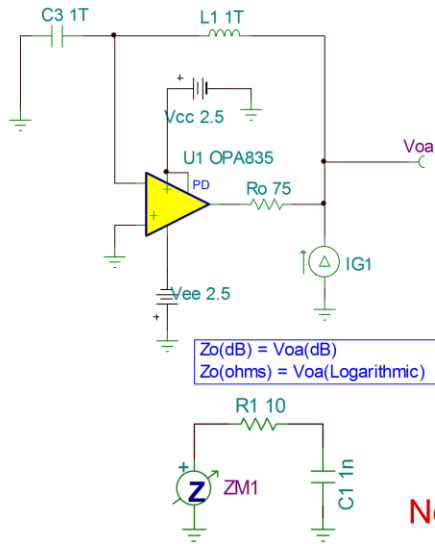 C3 1T
L1 1T
+
Vcc 2.5
U1 OPA835
PD
+
+
Ro 75
Voa
IG1
Vee 2.5
+
Zo(dB) = Voa(dB)
Zo(ohms) = Voa(Logarithmic)
R1 10
+
Z
ZM1
C1 1n